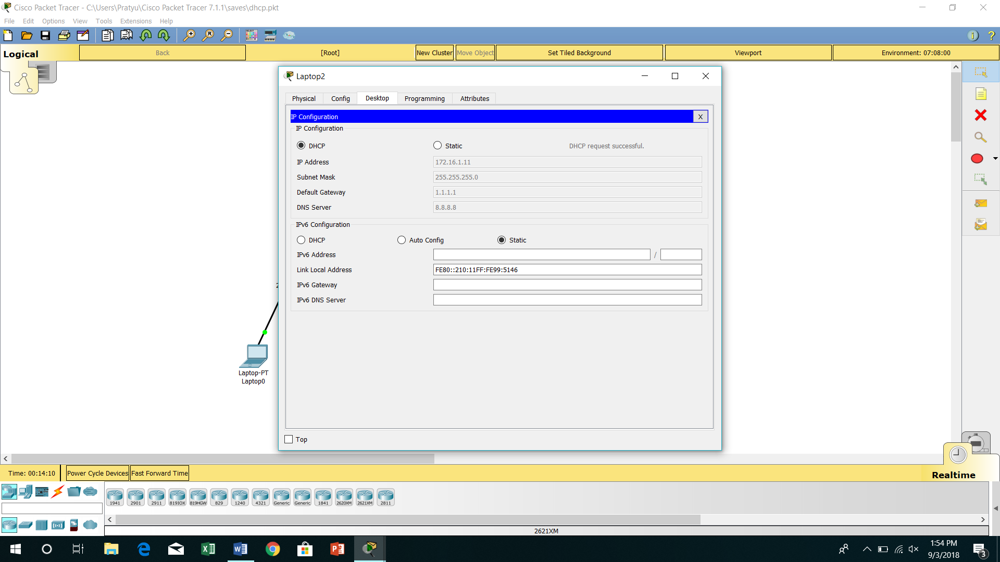 Cisco Packet Tracer - C:\Users\Pratyu\Cisco Packet Tracer 7.1.1\saves\dhcp.pkt
File Edit Options View Tools Extensions Help
Logical Back [Root] New Cluster Move Object Set Tiled Background Viewport Environment: 07:08:00
Laptop2
Physical Config Desktop Programming Attributes
IP Configuration X
IP Configuration
DHCP Static DHCP request successful.
IP Address 172.16.1.11
Subnet Mask 255.255.255.0
Default Gateway 1.1.1.1
DNS Server 8.8.8.8
IPv6 Configuration
DHCP Auto Config Static
IPv6 Address /
Link Local Address FE80::210:11FF:FE99:5146
IPv6 Gateway
IPv6 DNS Server
Laptop-PT
Laptop0
Top
Time: 00:14:10 Power Cycle Devices Fast Forward Time Realtime
1941 2901 2911 819IOX 819HGW 829 1240 4321 Generic Generic 1841 2620XM 2621XM 2811
2621XM
1:54 PM
9/3/2018
3